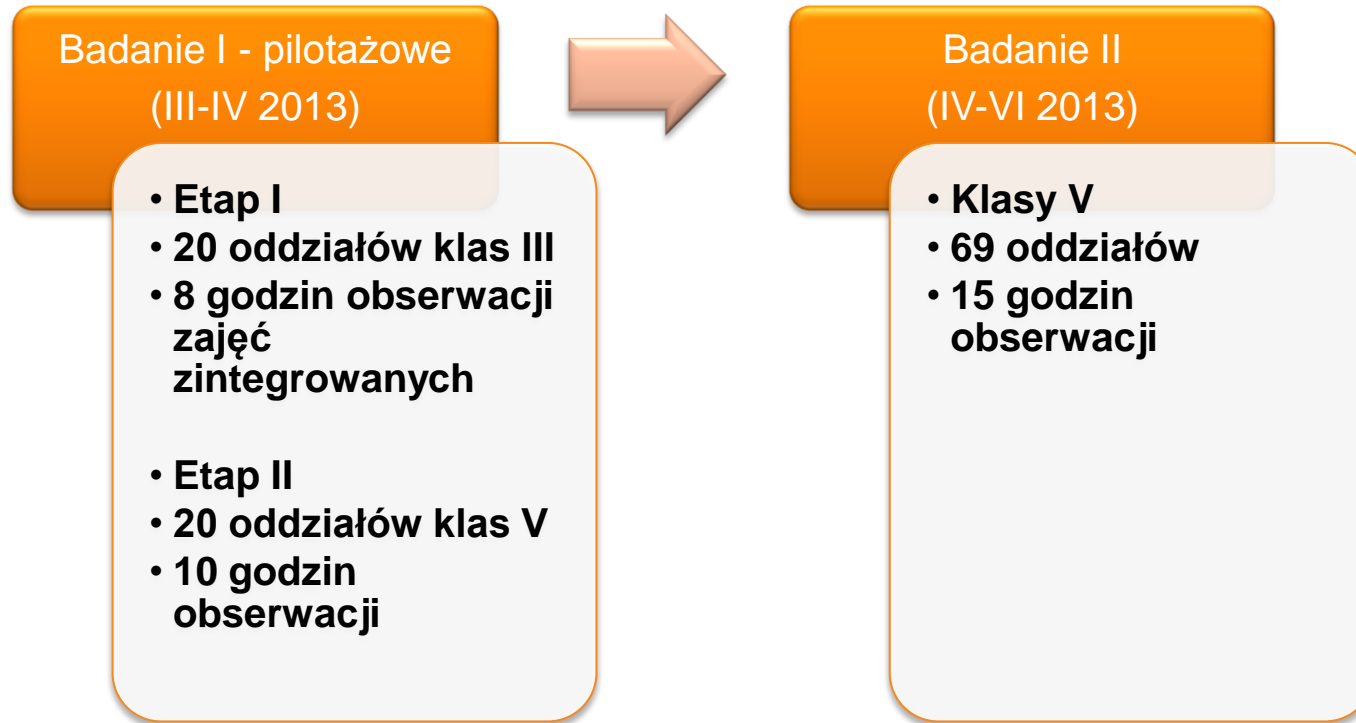 Badanie I - pilotażowe
(III-IV 2013)
• Etap I
• 20 oddziałów klas III
• 8 godzin obserwacji
zajęć
zintegrowanych
• Etap II
• 20 oddziałów klas V
• 10 godzin
obserwacji
Badanie II
(IV-VI 2013)
• Klasy V
• 69 oddziałów
• 15 godzin
obserwacji